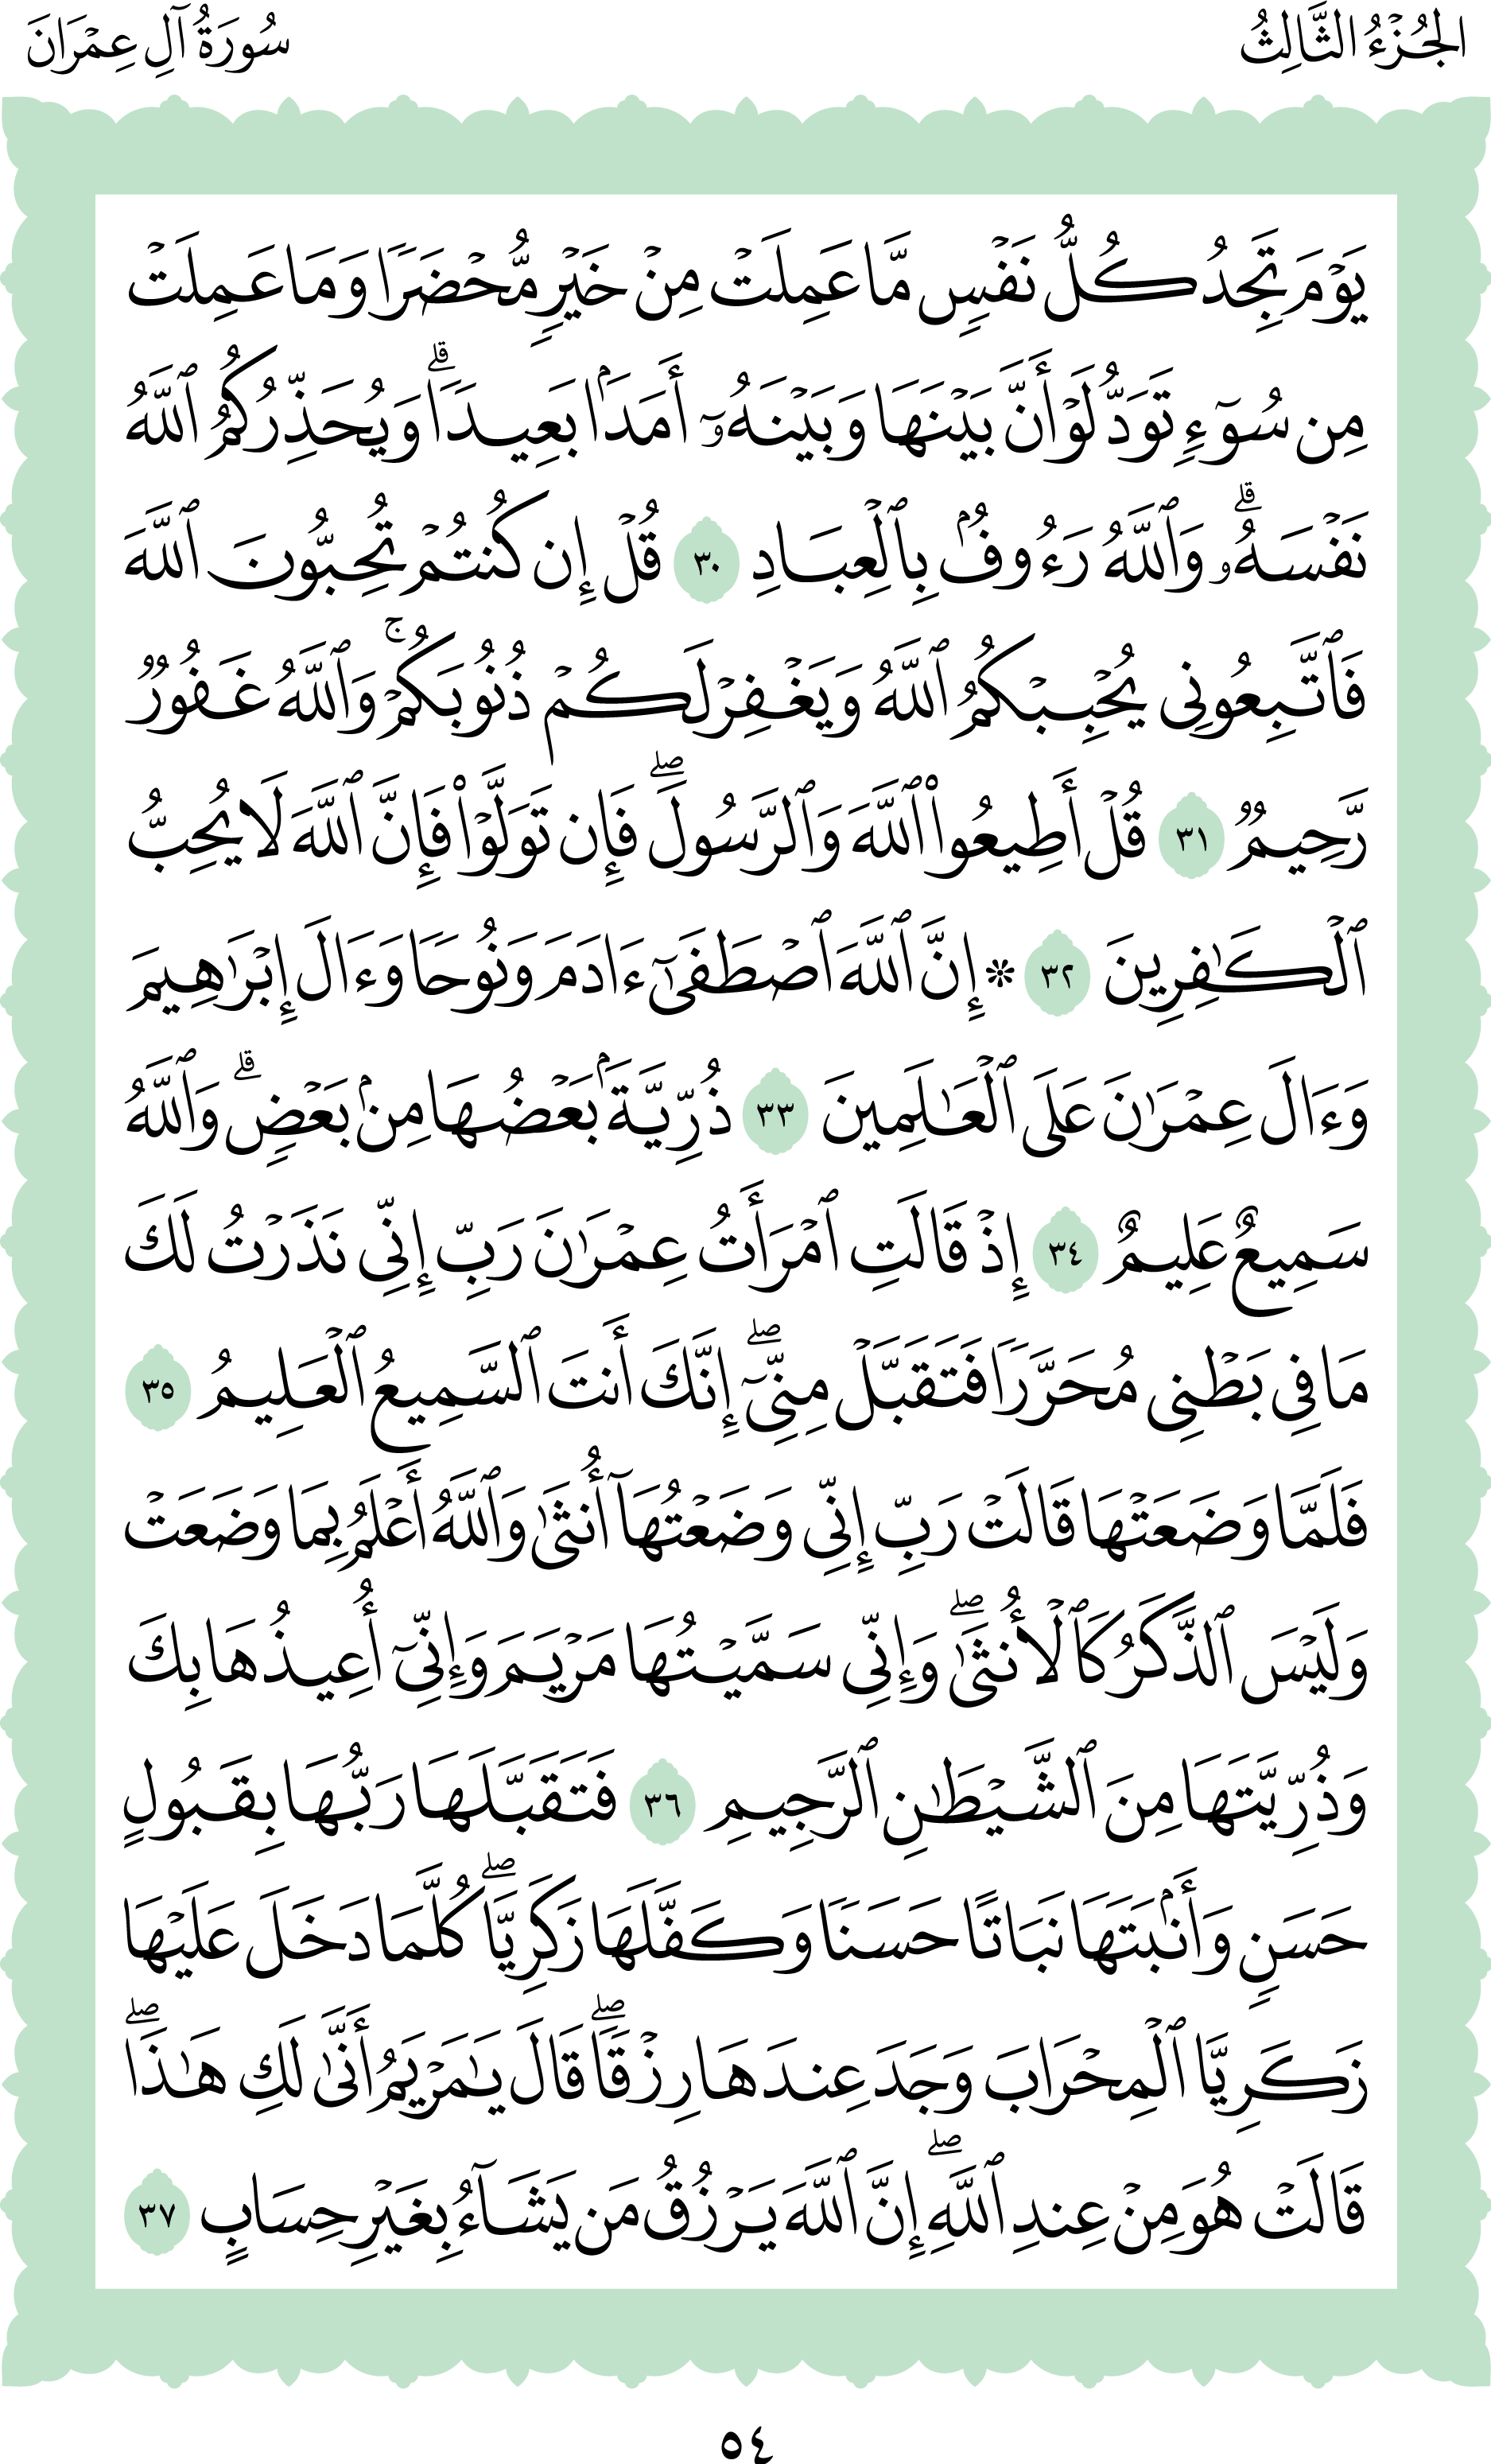 الجُزْءُ الثَّالِثُ
سُورَةُ آلِ عِمْرَانَ
يَوْمَ تَجِدُ كُلُّ نَفْسٍ مَّا عَمِلَتْ مِنْ خَيْرٍ مُّحْضَرًا وَمَا عَمِلَتْ
مِن سُوٓءٍ تَوَدُّ لَوْ أَنَّ بَيْنَهَا وَبَيْنَهُۥٓ أَمَدَۢا بَعِيدًاۗ وَيُحَذِّرُكُمُ ٱللَّهُ
نَفْسَهُۥۗ وَٱللَّهُ رَءُوفُۢ بِٱلْعِبَادِ ٣٠ قُلْ إِن كُنتُمْ تُحِبُّونَ ٱللَّهَ
فَٱتَّبِعُونِى يُحْبِبْكُمُ ٱللَّهُ وَيَغْفِرْ لَكُمْ ذُنُوبَكُمْۚ وَٱللَّهُ غَفُورٌ
رَّحِيمٌ ٣١ قُلْ أَطِيعُوا۟ ٱللَّهَ وَٱلرَّسُولَۖ فَإِن تَوَلَّوْا۟ فَإِنَّ ٱللَّهَ لَا يُحِبُّ
ٱلْكَٰفِرِينَ ٣٢ ۞ إِنَّ ٱللَّهَ ٱصْطَفَىٰٓ ءَادَمَ وَنُوحًا وَءَالَ إِبْرَٰهِيمَ
وَءَالَ عِمْرَٰنَ عَلَى ٱلْعَٰلَمِينَ ٣٣ ذُرِّيَّةَۢ بَعْضُهَا مِنۢ بَعْضٍۗ وَٱللَّهُ
سَمِيعٌ عَلِيمٌ ٣٤ إِذْ قَالَتِ ٱمْرَأَتُ عِمْرَٰنَ رَبِّ إِنِّى نَذَرْتُ لَكَ
مَا فِى بَطْنِى مُحَرَّرًا فَتَقَبَّلْ مِنِّىٓۖ إِنَّكَ أَنتَ ٱلسَّمِيعُ ٱلْعَلِيمُ ٣٥
فَلَمَّا وَضَعَتْهَا قَالَتْ رَبِّ إِنِّى وَضَعْتُهَآ أُنثَىٰ وَٱللَّهُ أَعْلَمُ بِمَا وَضَعَتْ
وَلَيْسَ ٱلذَّكَرُ كَٱلْأُنثَىٰۖ وَإِنِّى سَمَّيْتُهَا مَرْيَمَ وَإِنِّىٓ أُعِيذُهَا بِكَ
وَذُرِّيَّتَهَا مِنَ ٱلشَّيْطَٰنِ ٱلرَّجِيمِ ٣٦ فَتَقَبَّلَهَا رَبُّهَا بِقَبُولٍ
حَسَنٍ وَأَنۢبَتَهَا نَبَاتًا حَسَنًا وَكَفَّلَهَا زَكَرِيَّاۖ كُلَّمَا دَخَلَ عَلَيْهَا
زَكَرِيَّا ٱلْمِحْرَابَ وَجَدَ عِندَهَا رِزْقًاۖ قَالَ يَٰمَرْيَمُ أَنَّىٰ لَكِ هَٰذَاۖ
قَالَتْ هُوَ مِنْ عِندِ ٱللَّهِۖ إِنَّ ٱللَّهَ يَرْزُقُ مَن يَشَآءُ بِغَيْرِ حِسَابٍ ٣٧
٥٤